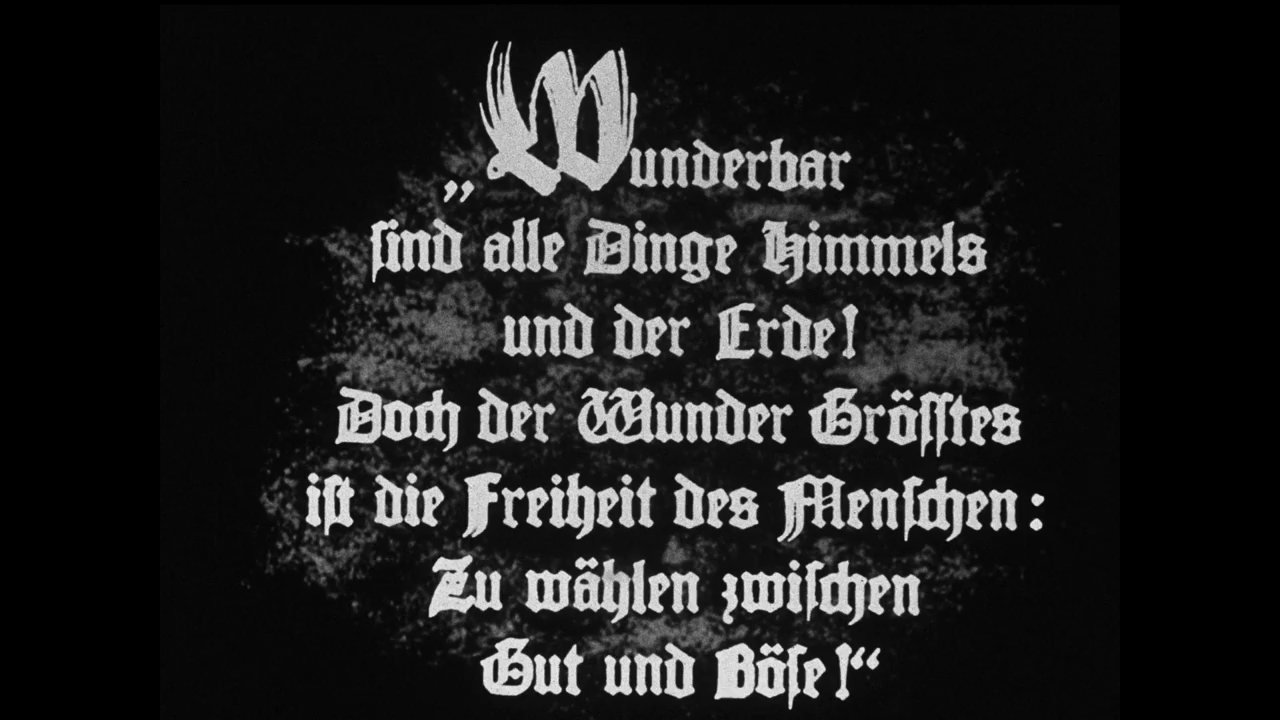 „Wunderbar
ſind alle Dinge Himmels
und der Erde!
Doch der Wunder Gröſſtes
iſt die Freiheit des Menſchen:
Zu wählen zwiſchen
Gut und Böſe!“